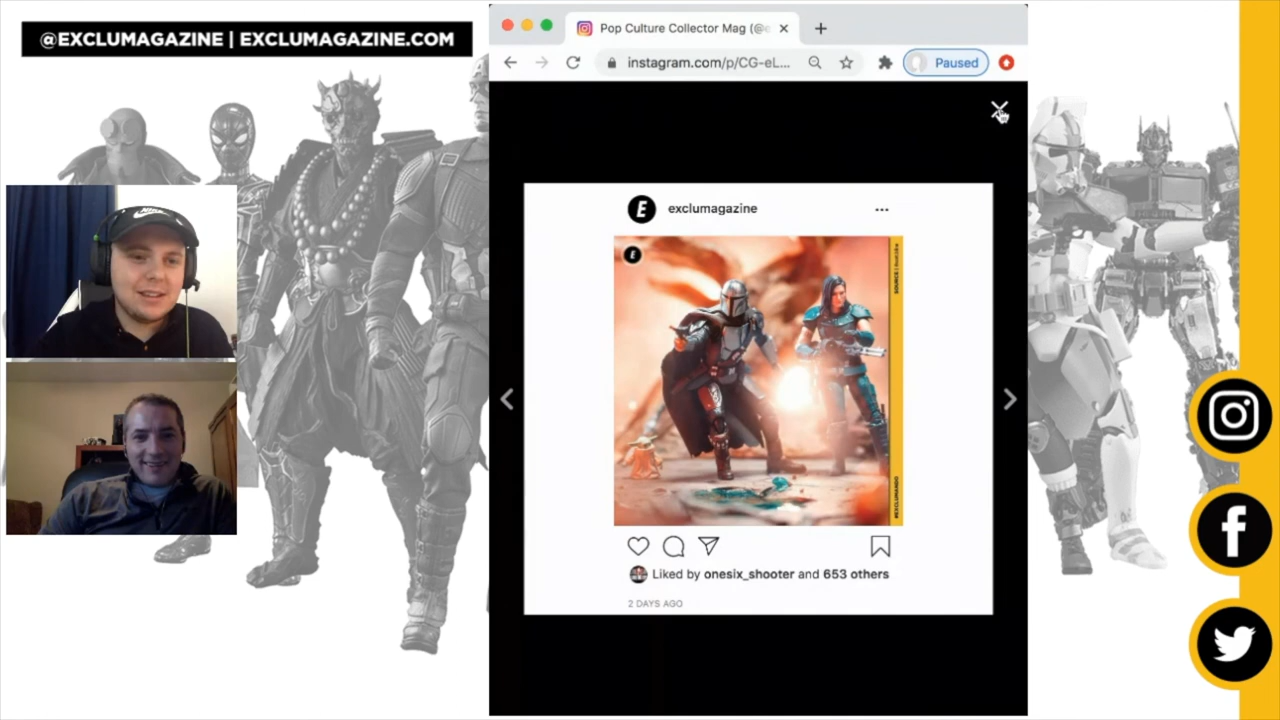 @EXCLUMAGAZINE | EXCLUMAGAZINE.COM
Pop Culture Collector Mag (@e
instagram.com/p/CG-eL...
Paused
E
exclumagazine
E
#EXCLUMANDO
Liked by onesix_shooter and 653 others
2 DAYS AGO